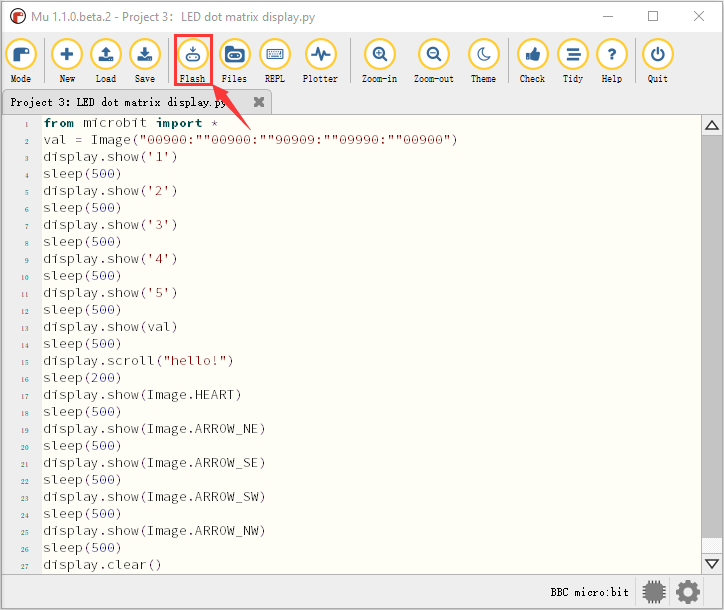 Mu 1.1.0.beta.2 - Project 3: LED dot matrix display.py
Mode New Load Save Flash Files REPL Plotter Zoom-in Zoom-out Theme Check Tidy Help Quit
Project 3: LED dot matrix display.py
1 from microbit import *
2 val = Image("00900:""00900:""90909:""09990:""00900")
3 display.show('1')
4 sleep(500)
5 display.show('2')
6 sleep(500)
7 display.show('3')
8 sleep(500)
9 display.show('4')
10 sleep(500)
11 display.show('5')
12 sleep(500)
13 display.show(val)
14 sleep(500)
15 display.scroll("hello!")
16 sleep(200)
17 display.show(Image.HEART)
18 sleep(500)
19 display.show(Image.ARROW_NE)
20 sleep(500)
21 display.show(Image.ARROW_SE)
22 sleep(500)
23 display.show(Image.ARROW_SW)
24 sleep(500)
25 display.show(Image.ARROW_NW)
26 sleep(500)
27 display.clear()
BBC micro:bit